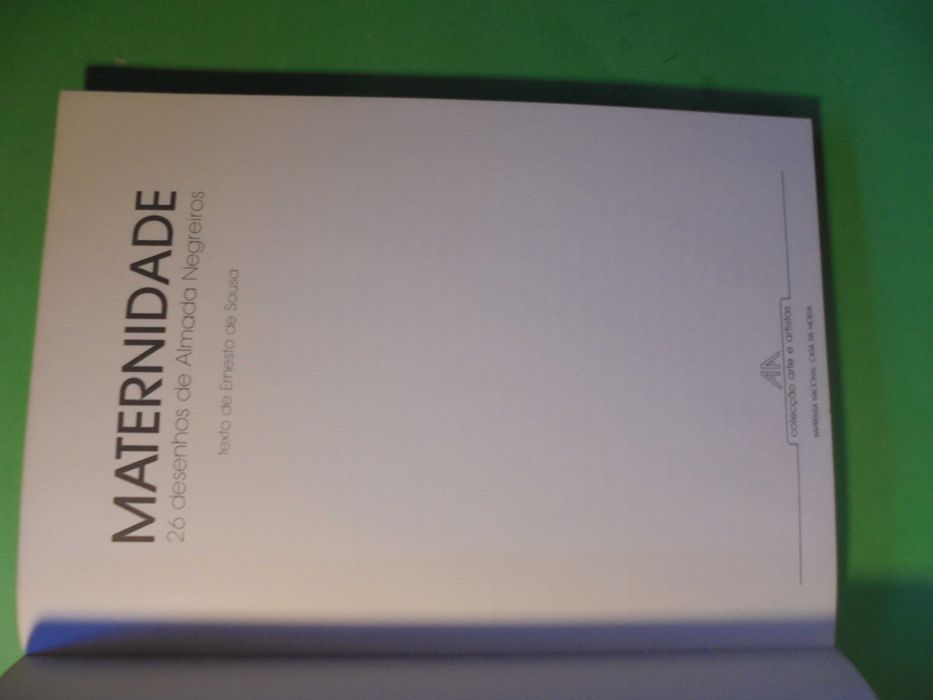 MATERNIDADE
26 desenhos de Almada Negreiros
texto de Ernesto de Sousa
colecção arte e artistas
IMPRENSA NACIONAL-CASA DA MOEDA